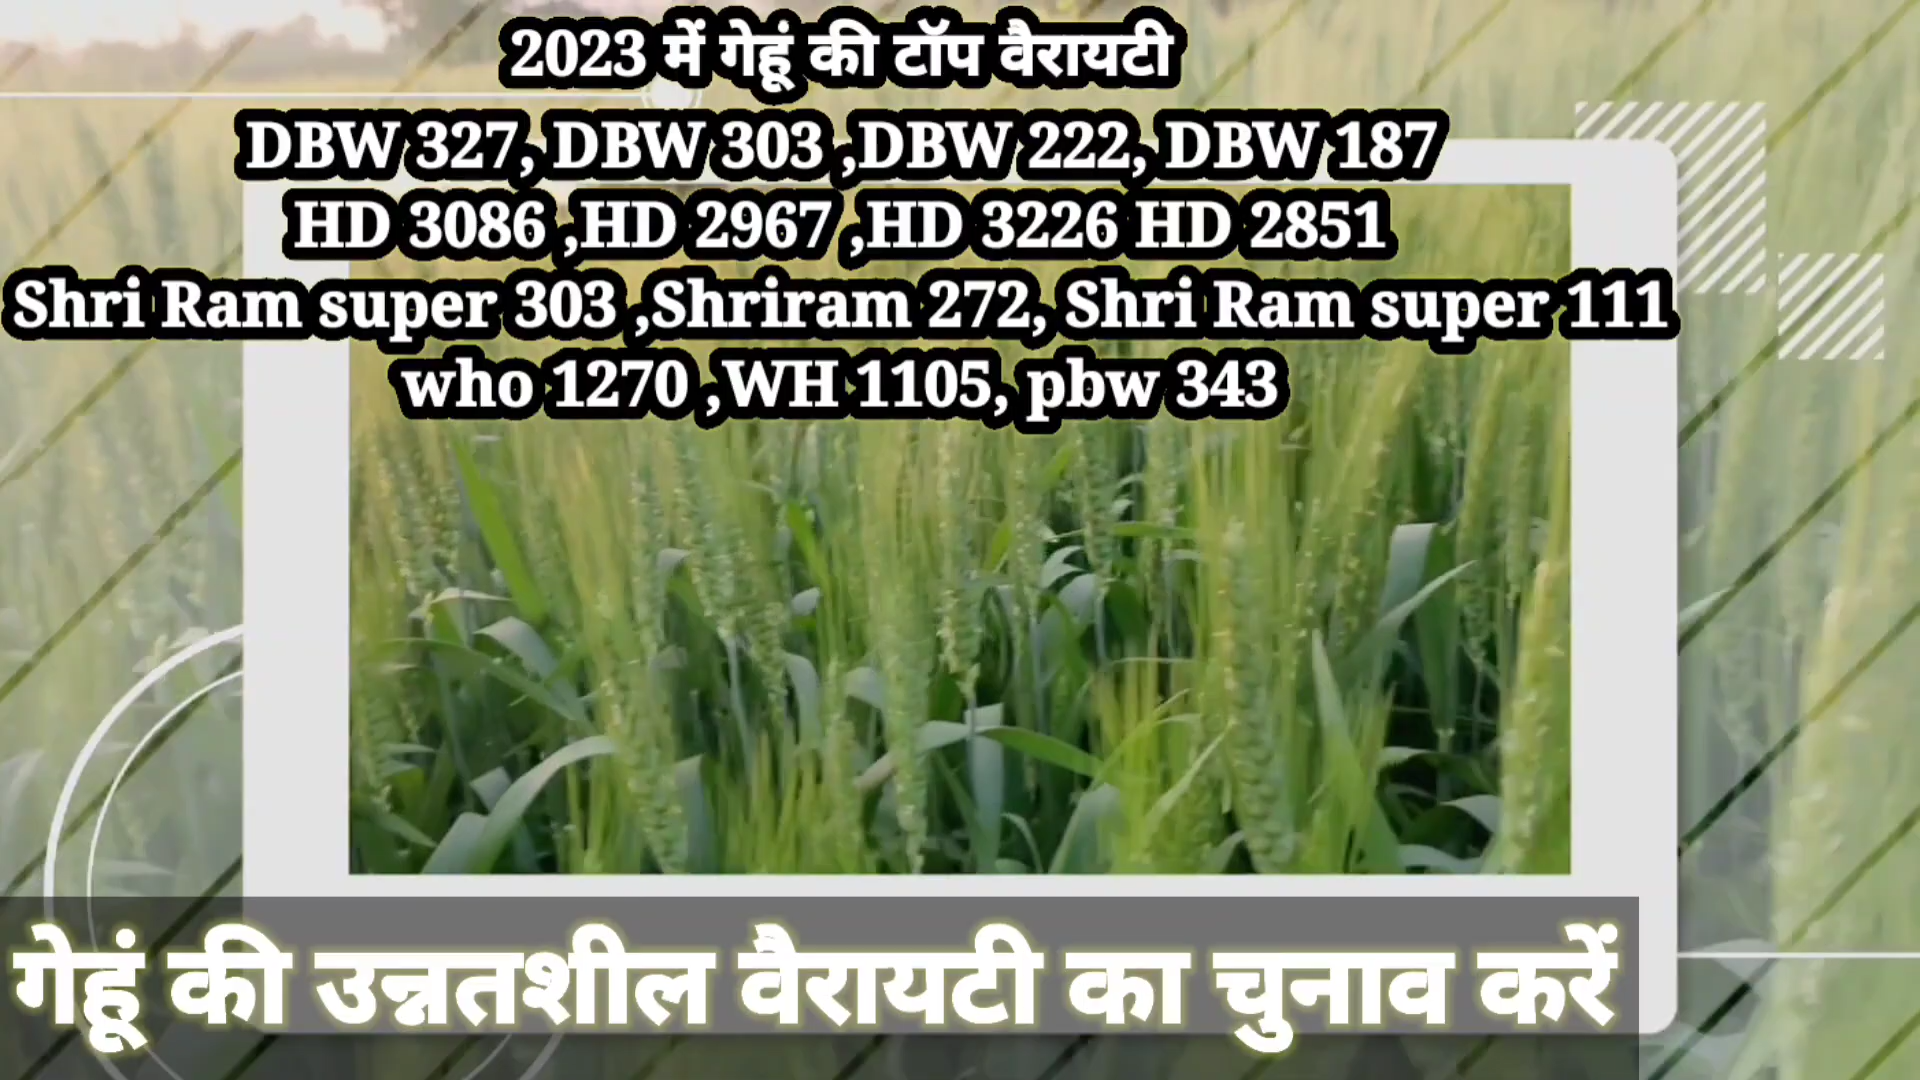 2023 में गेहूं की टॉप वैरायटी
DBW 327, DBW 303 ,DBW 222, DBW 187
HD 3086 ,HD 2967 ,HD 3226 HD 2851
Shri Ram super 303 ,Shriram 272, Shri Ram super 111
who 1270 ,WH 1105, pbw 343
गेहूं की उन्नतशील वैरायटी का चुनाव करें